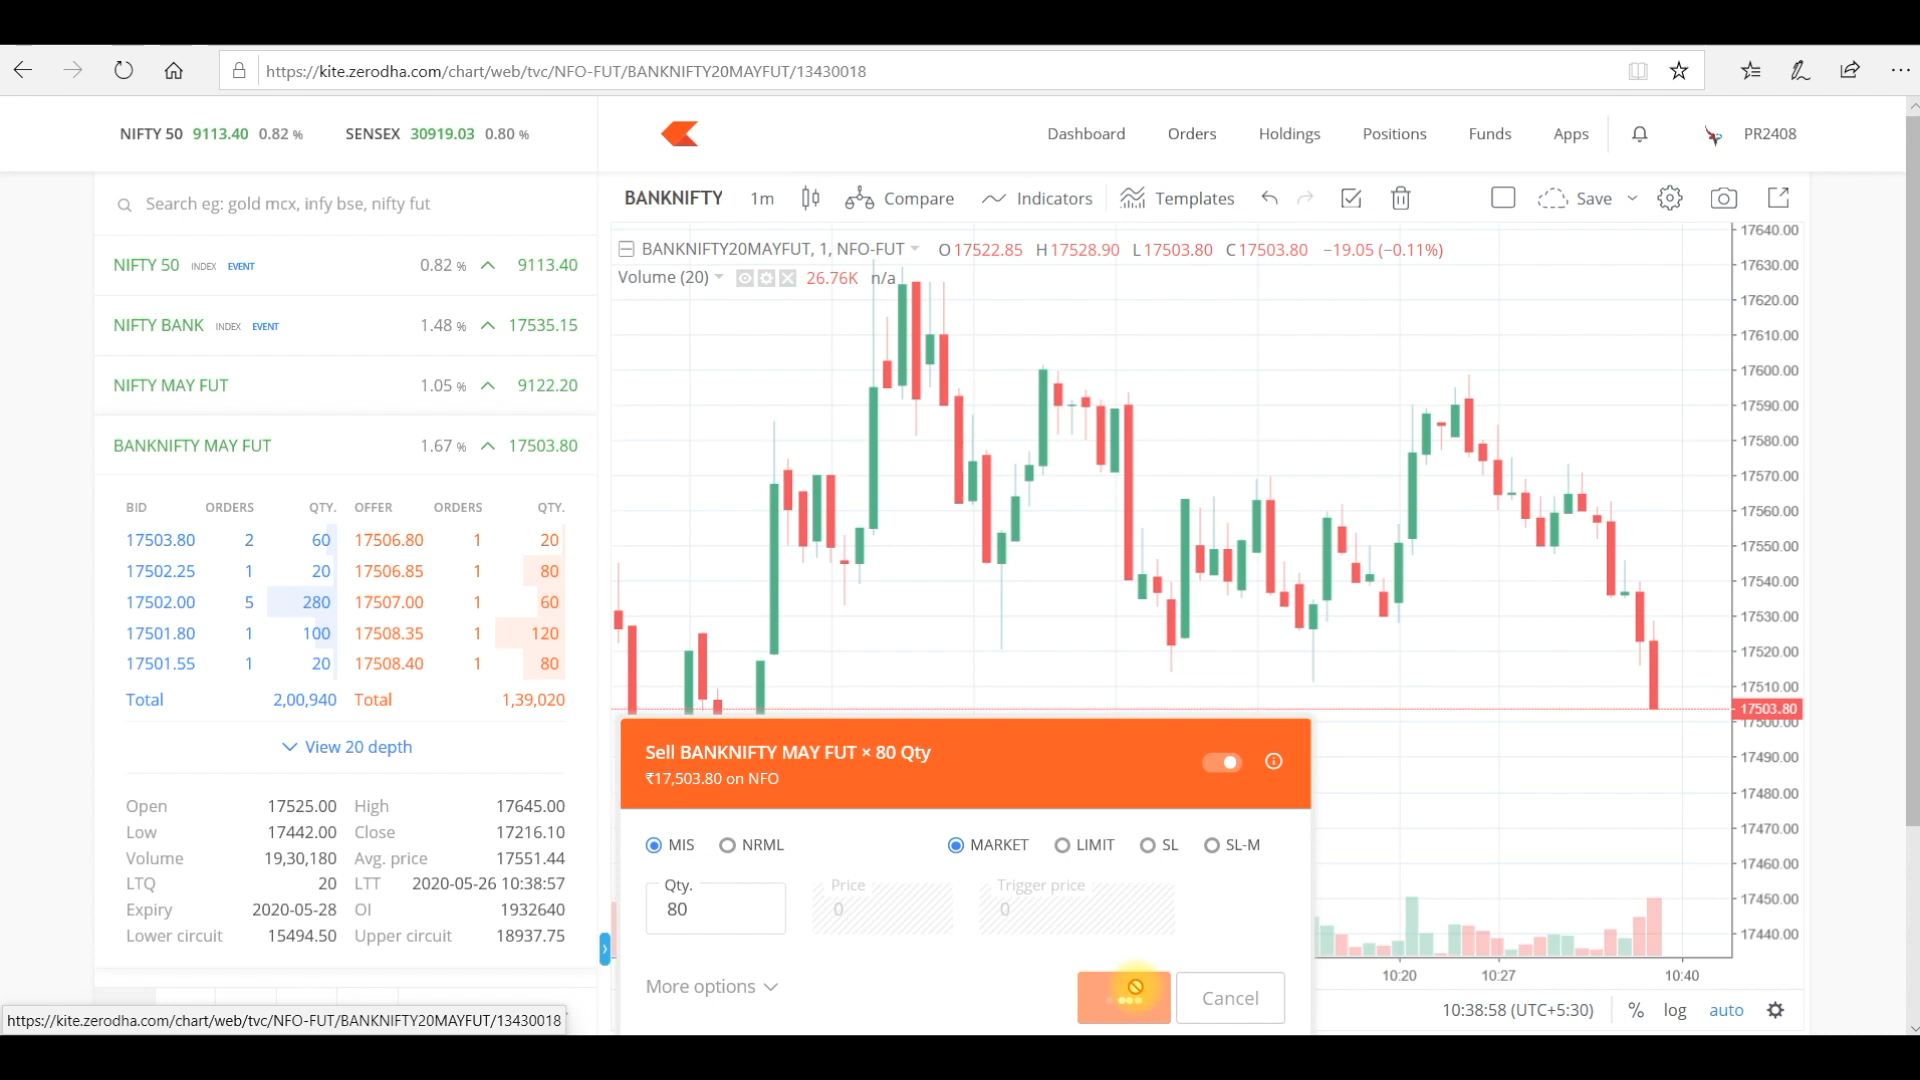 https://kite.zerodha.com/chart/web/tvc/NFO-FUT/BANKNIFTY20MAYFUT/13430018
NIFTY 50 9113.40 0.82 % SENSEX 30919.03 0.80 %
Dashboard Orders Holdings Positions Funds Apps PR2408
Search eg: gold mcx, infy bse, nifty fut
NIFTY 50 INDEX EVENT 0.82 % 9113.40
NIFTY BANK INDEX EVENT 1.48 % 17535.15
NIFTY MAY FUT 1.05 % 9122.20
BANKNIFTY MAY FUT 1.67 % 17503.80
BID ORDERS QTY. OFFER ORDERS QTY.
17503.80 2 60 17506.80 1 20
17502.25 1 20 17506.85 1 80
17502.00 5 280 17507.00 1 60
17501.80 1 100 17508.35 1 120
17501.55 1 20 17508.40 1 80
Total 2,00,940 Total 1,39,020
View 20 depth
Open 17525.00 High 17645.00
Low 17442.00 Close 17216.10
Volume 19,30,180 Avg. price 17551.44
LTQ 20 LTT 2020-05-26 10:38:57
Expiry 2020-05-28 OI 1932640
Lower circuit 15494.50 Upper circuit 18937.75
https://kite.zerodha.com/chart/web/tvc/NFO-FUT/BANKNIFTY20MAYFUT/13430018
BANKNIFTY 1m Compare Indicators Templates Save
BANKNIFTY20MAYFUT, 1, NFO-FUT O17522.85 H17528.90 L17503.80 C17503.80 −19.05 (−0.11%)
Volume (20) 26.76K n/a
17640.00
17630.00
17620.00
17610.00
17600.00
17590.00
17580.00
17570.00
17560.00
17550.00
17540.00
17530.00
17520.00
17510.00
17503.80
17500.00
17490.00
17480.00
17470.00
17460.00
17450.00
17440.00
Sell BANKNIFTY MAY FUT × 80 Qty
₹17,503.80 on NFO
MIS NRML MARKET LIMIT SL SL-M
Qty. Price Trigger price
80 0 0
More options Cancel
10:20 10:27 10:40
10:38:58 (UTC+5:30) % log auto